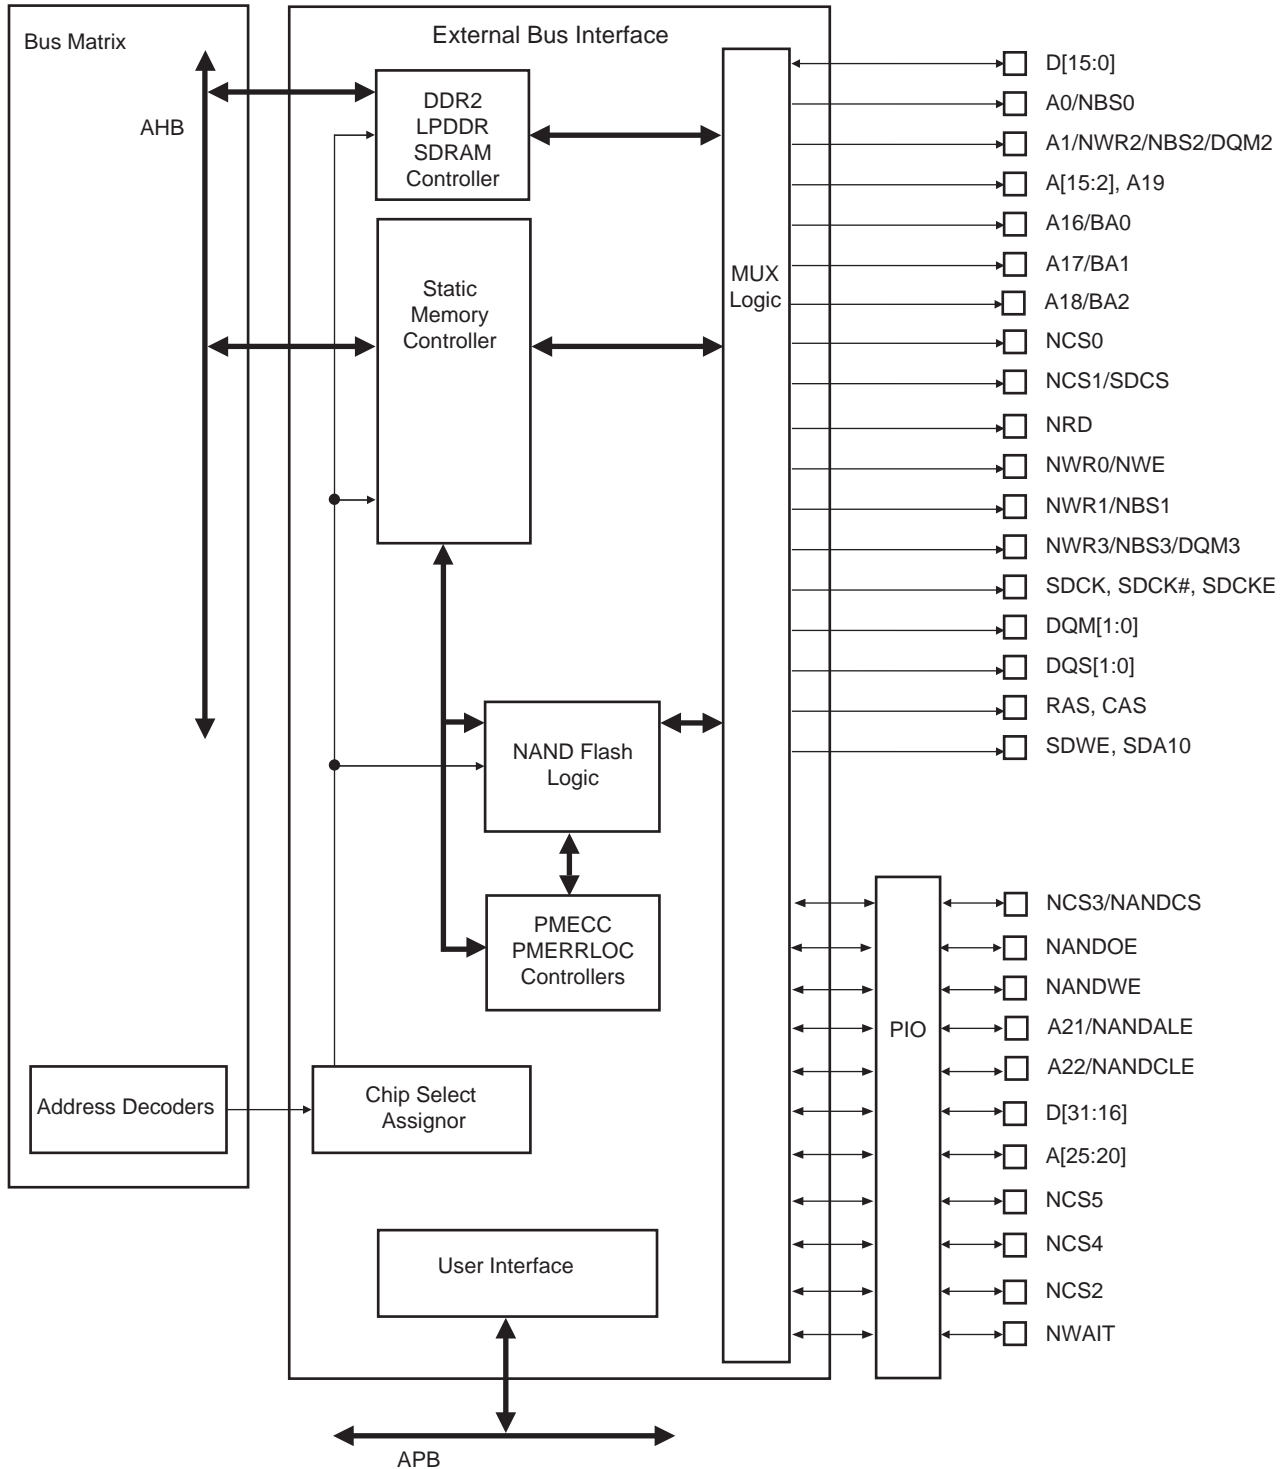 Bus Matrix
AHB
Address Decoders
External Bus Interface
DDR2
LPDDR
SDRAM
Controller
Static
Memory
Controller
NAND Flash
Logic
PMECC
PMERRLOC
Controllers
Chip Select
Assignor
User Interface
APB
MUX
Logic
PIO
D[15:0]
A0/NBS0
A1/NWR2/NBS2/DQM2
A[15:2], A19
A16/BA0
A17/BA1
A18/BA2
NCS0
NCS1/SDCS
NRD
NWR0/NWE
NWR1/NBS1
NWR3/NBS3/DQM3
SDCK, SDCK#, SDCKE
DQM[1:0]
DQS[1:0]
RAS, CAS
SDWE, SDA10
NCS3/NANDCS
NANDOE
NANDWE
A21/NANDALE
A22/NANDCLE
D[31:16]
A[25:20]
NCS5
NCS4
NCS2
NWAIT